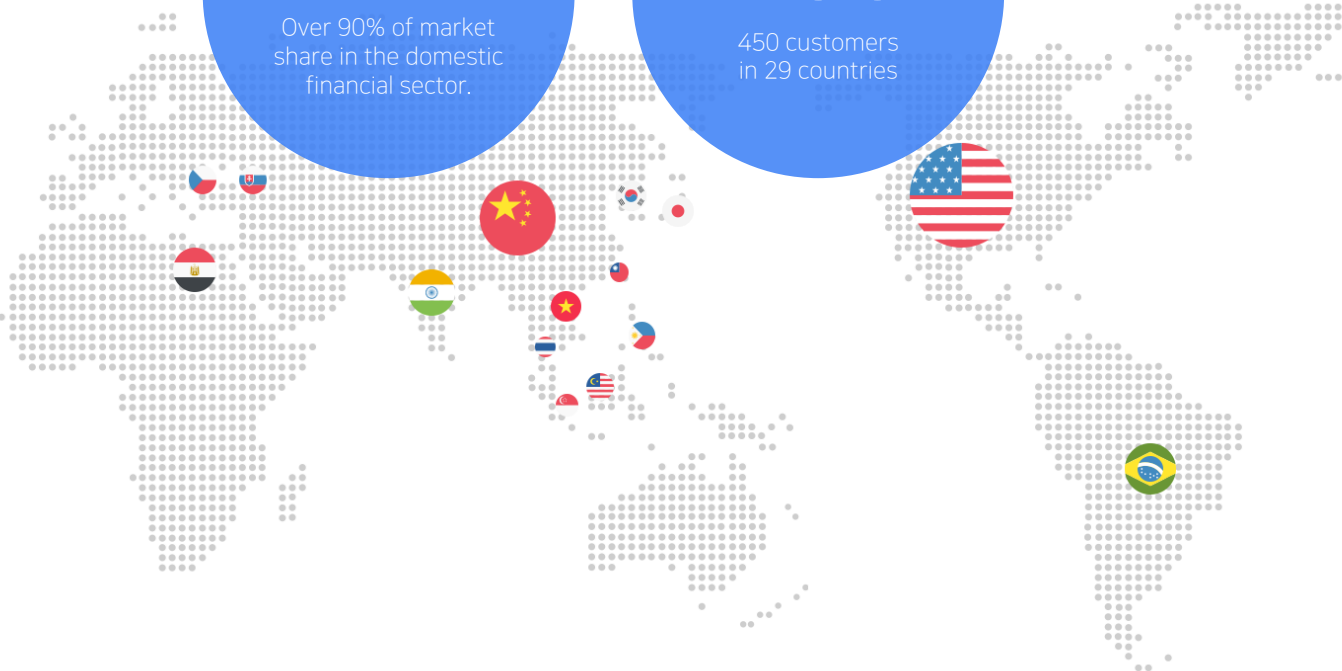 Over 90% of market
share in the domestic
financial sector.
450 customers
in 29 countries